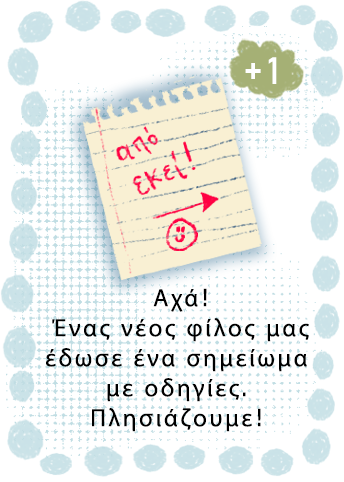 +1
από
εκεί!
Αχά!
Ένας νέος φίλος μας
έδωσε ένα σημείωμα
με οδηγίες.
Πλησιάζουμε!